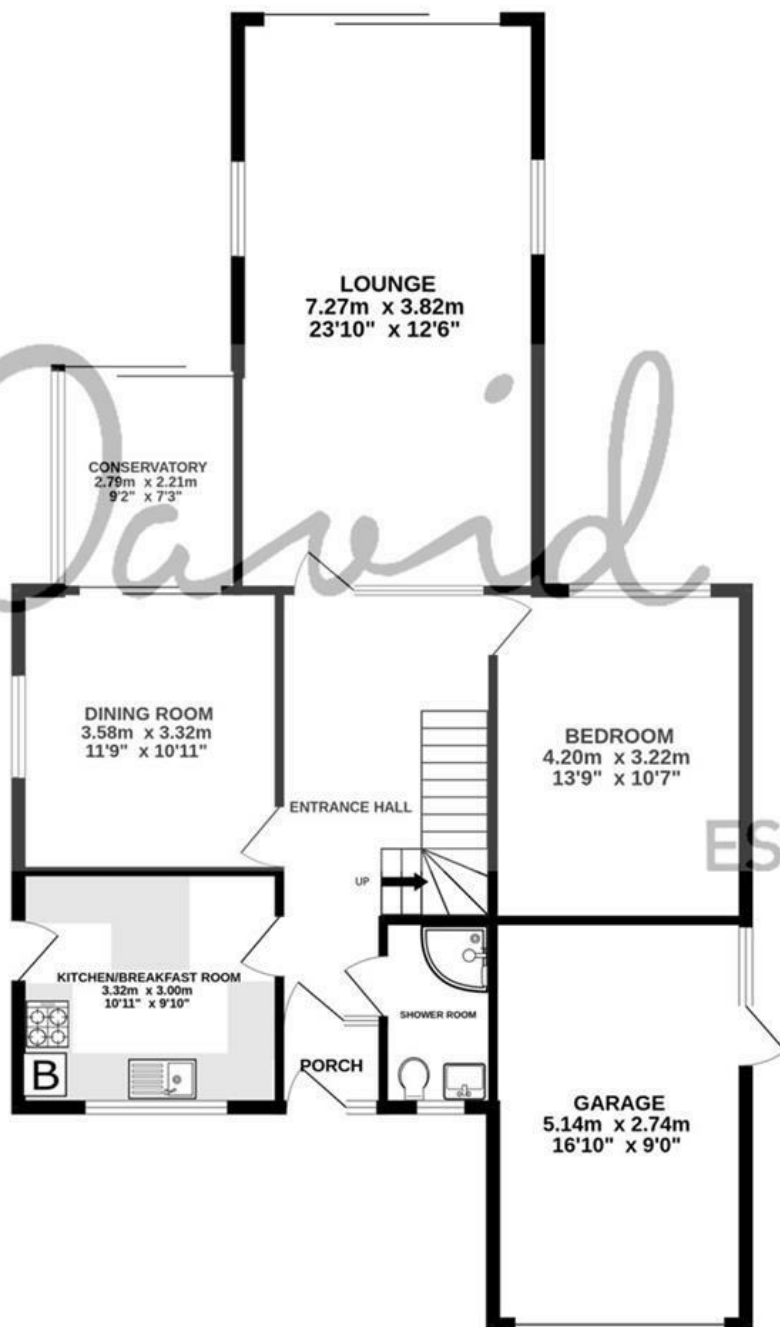 LOUNGE
7.27m x 3.82m
23'10" x 12'6"
David
CONSERVATORY
2.79m x 2.21m
9'2" x 7'3"
DINING ROOM
3.58m x 3.32m
11'9" x 10'11"
BEDROOM
4.20m x 3.22m
13'9" x 10'7"
ENTRANCE HALL
ES
UP
KITCHEN/BREAKFAST ROOM
3.32m x 3.00m
10'11" x 9'10"
SHOWER ROOM
B
PORCH
GARAGE
5.14m x 2.74m
16'10" x 9'0"